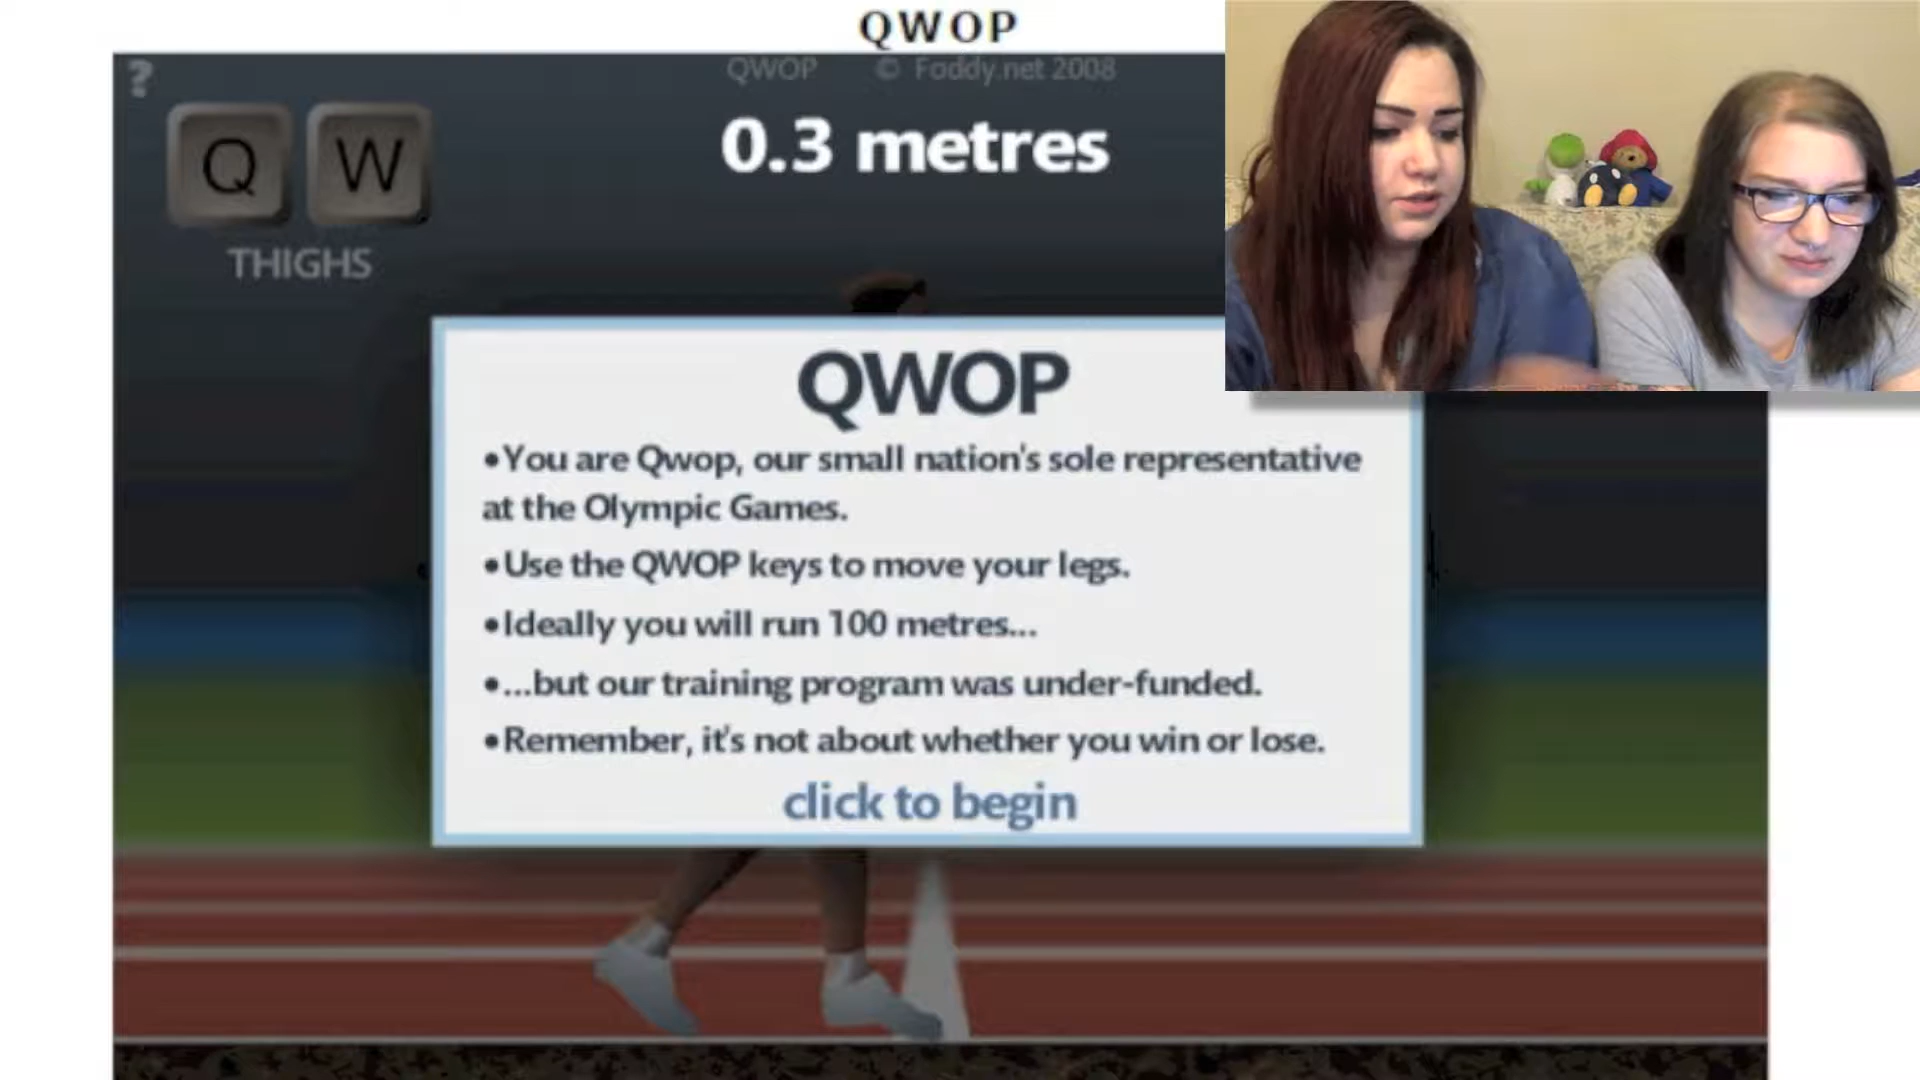 QWOP
?
QWOP © Foddy.net 2008
Q W
0.3 metres
THIGHS
QWOP
•You are Qwop, our small nation's sole representative
at the Olympic Games.
•Use the QWOP keys to move your legs.
•Ideally you will run 100 metres...
•...but our training program was under-funded.
•Remember, it's not about whether you win or lose.
click to begin